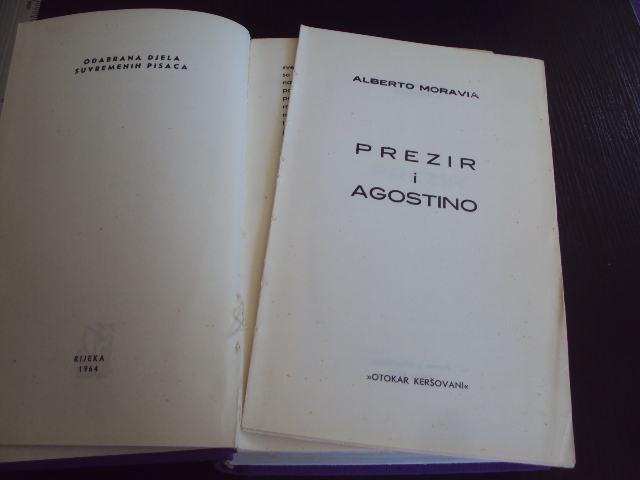 ODABRANA DJELA
SUVREMENIH PISACA
RIJEKA
1964
ALBERTO MORAVIA
PREZIR
i
AGOSTINO
»OTOKAR KERŠOVANI«